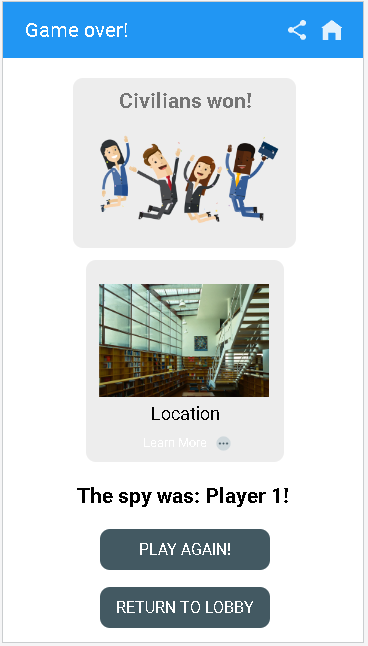 Game over!
Civilians won!
Location
Learn More
The spy was: Player 1!
PLAY AGAIN!
RETURN TO LOBBY